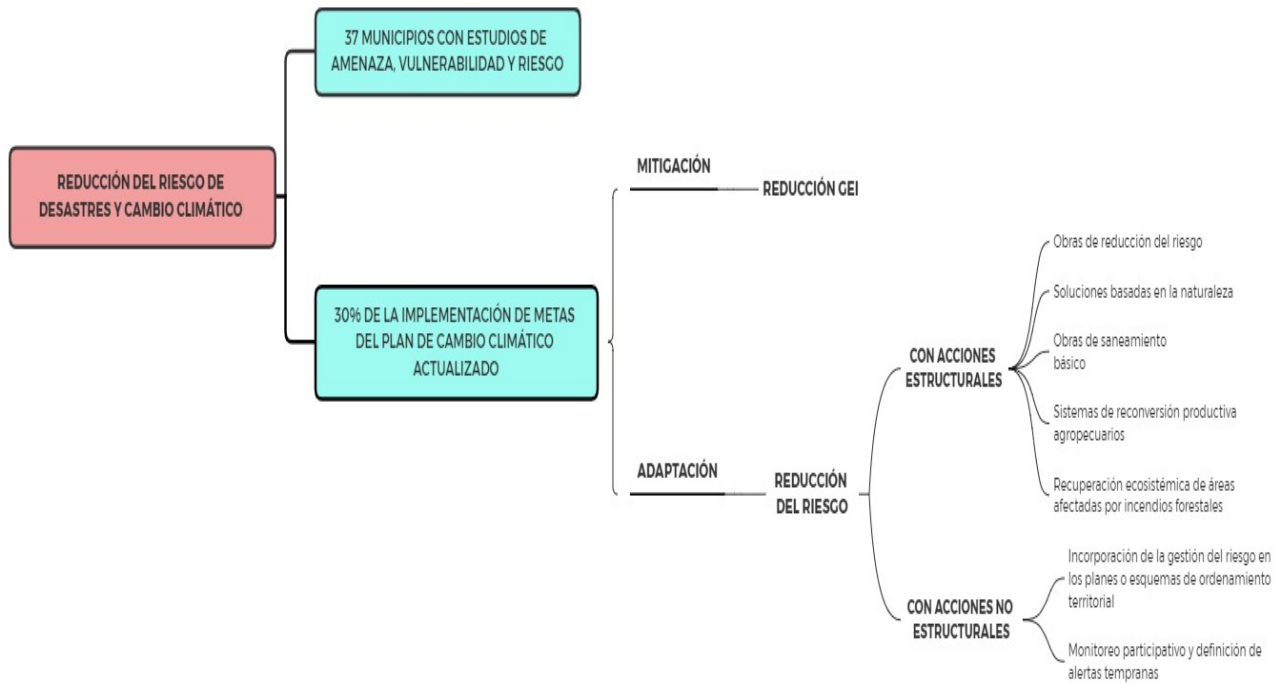 37 MUNICIPIOS CON ESTUDIOS DE
AMENAZA, VULNERABILIDAD Y RIESGO
REDUCCIÓN DEL RIESGO DE
DESASTRES Y CAMBIO CLIMÁTICO
30% DE LA IMPLEMENTACIÓN DE METAS
DEL PLAN DE CAMBIO CLIMÁTICO
ACTUALIZADO
MITIGACIÓN
REDUCCIÓN GEI
ADAPTACIÓN
REDUCCIÓN
DEL RIESGO
CON ACCIONES
ESTRUCTURALES
Obras de reducción del riesgo
Soluciones basadas en la naturaleza
Obras de saneamiento
básico
Sistemas de reconversión productiva
agropecuarios
Recuperación ecosistémica de áreas
afectadas por incendios forestales
CON ACCIONES NO
ESTRUCTURALES
Incorporación de la gestión del riesgo en
los planes o esquemas de ordenamiento
territorial
Monitoreo participativo y definición de
alertas tempranas